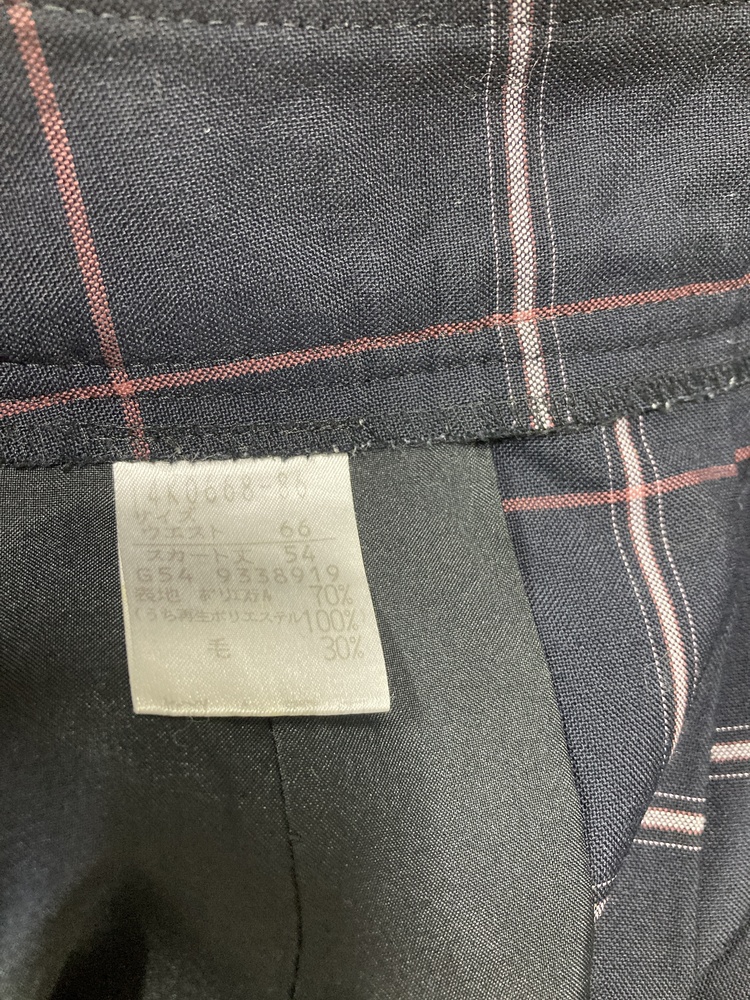 14K0668-86
サイズ
ウエスト 66
スカート丈 54
G54 9338919
表地 ポリエステル 70%
(うち再生ポリエステル100%)
毛 30%